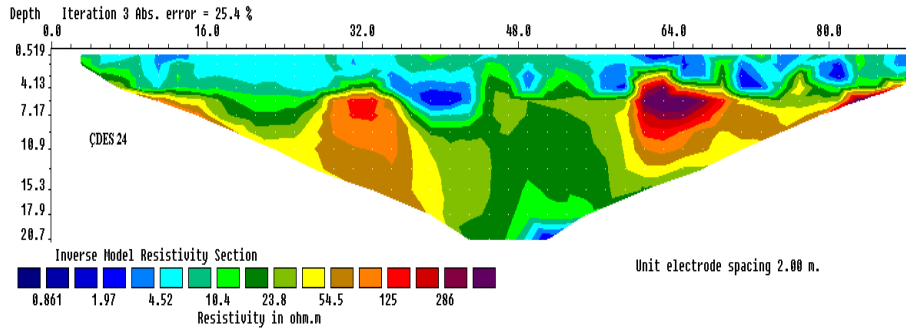 Depth Iteration 3 Abs. error = 25.4 %
0.0 16.0 32.0 48.0 64.0 80.0
0.519
4.13
7.17
10.9
ÇDES 24
15.3
17.9
20.7
Inverse Model Resistivity Section
Unit electrode spacing 2.00 m.
0.861 1.97 4.52 10.4 23.8 54.5 125 286
Resistivity in ohm.m